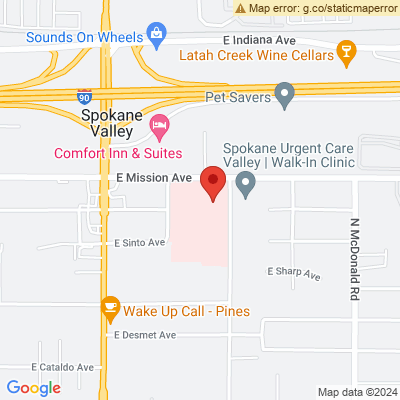 Map error: g.co/staticmaperror
Sounds On Wheels
E Indiana Ave
Latah Creek Wine Cellars
90
Pet Savers
Spokane
Valley
Comfort Inn & Suites
Spokane Urgent Care
Valley | Walk-In Clinic
E Mission Ave
N McDonald Rd
E Sinto Ave
E Sharp Ave
Wake Up Call - Pines
E Desmet Ave
E Cataldo Ave
Google
Map data ©2024